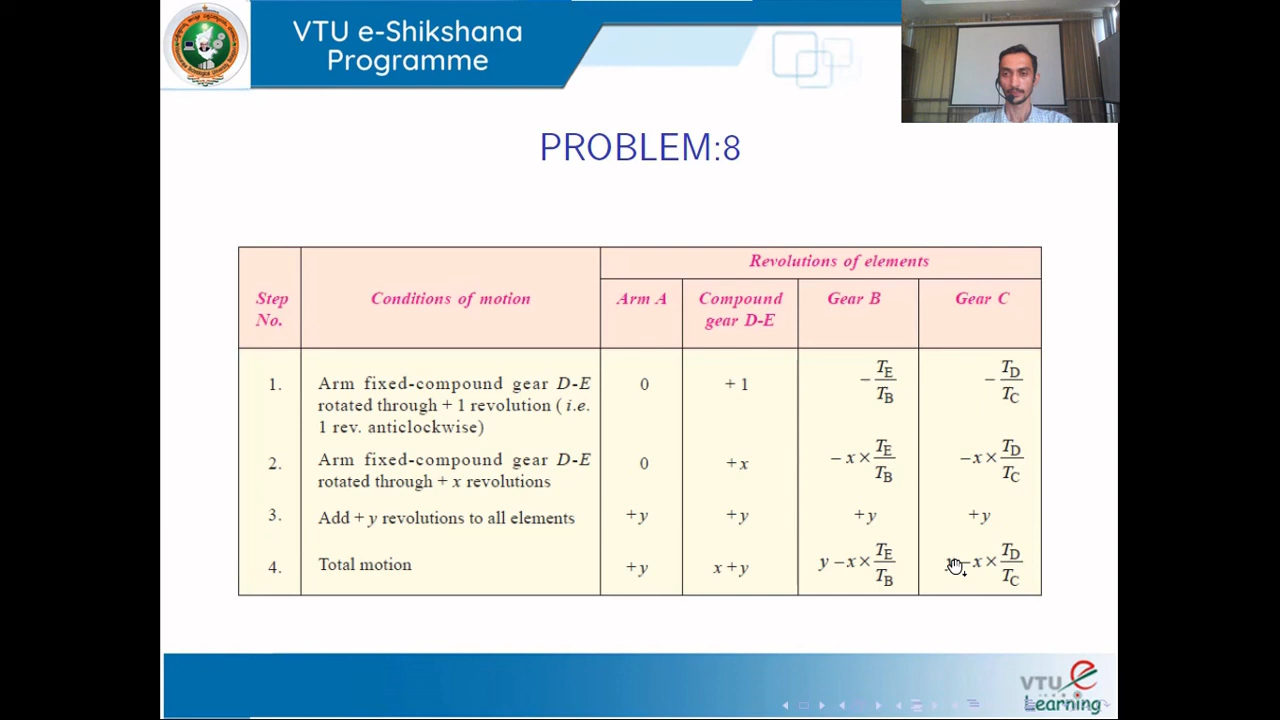 VTU e-Shikshana
Programme
PROBLEM:8
Revolutions of elements
Step
No.
Conditions of motion
Arm A
Compound
gear D-E
Gear B
Gear C
1.
Arm fixed-compound gear D-E
rotated through + 1 revolution ( i.e.
1 rev. anticlockwise)
0
+ 1
− T_E/T_B
− T_D/T_C
2.
Arm fixed-compound gear D-E
rotated through + x revolutions
0
+ x
− x × T_E/T_B
− x × T_D/T_C
3.
Add + y revolutions to all elements
+ y
+ y
+ y
+ y
4.
Total motion
+ y
x + y
y − x × T_E/T_B
− x × T_D/T_C
VTU e
Learning